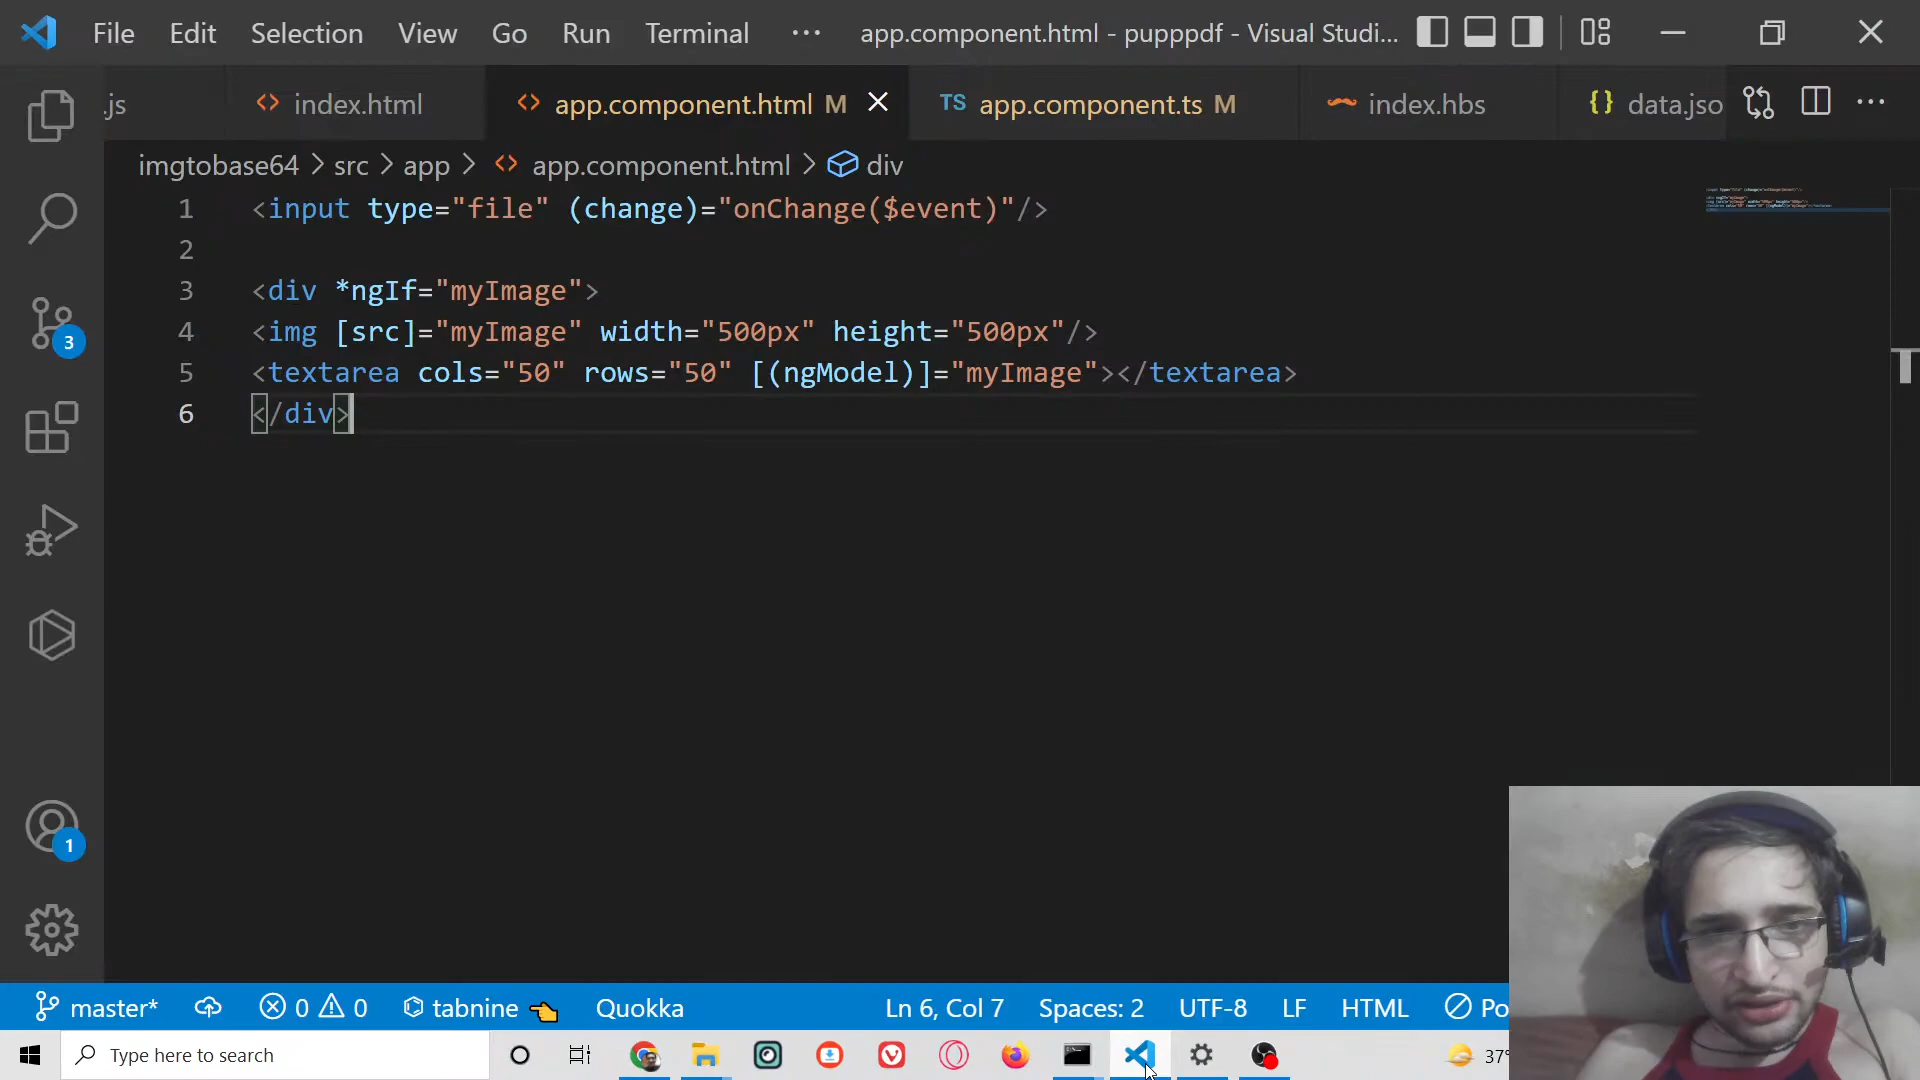 File Edit Selection View Go Run Terminal ··· app.component.html - pupppdf - Visual Studi...
.js index.html app.component.html M TS app.component.ts M index.hbs {} data.jso
imgtobase64 > src > app > <> app.component.html > div
1 <input type="file" (change)="onChange($event)"/>
2
3 <div *ngIf="myImage">
4 <img [src]="myImage" width="500px" height="500px"/>
5 <textarea cols="50" rows="50" [(ngModel)]="myImage"></textarea>
6 </div>
3
1
master* 0 0 tabnine Quokka Ln 6, Col 7 Spaces: 2 UTF-8 LF HTML Po
Type here to search 37°